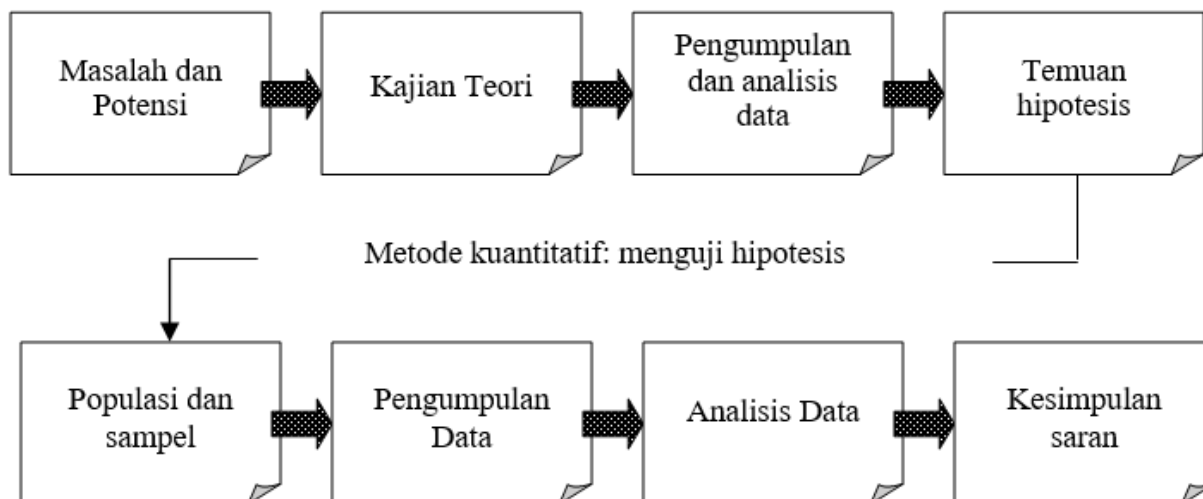 Masalah dan
Potensi
Kajian Teori
Pengumpulan
dan analisis
data
Temuan
hipotesis
Metode kuantitatif: menguji hipotesis
Populasi dan
sampel
Pengumpulan
Data
Analisis Data
Kesimpulan
saran